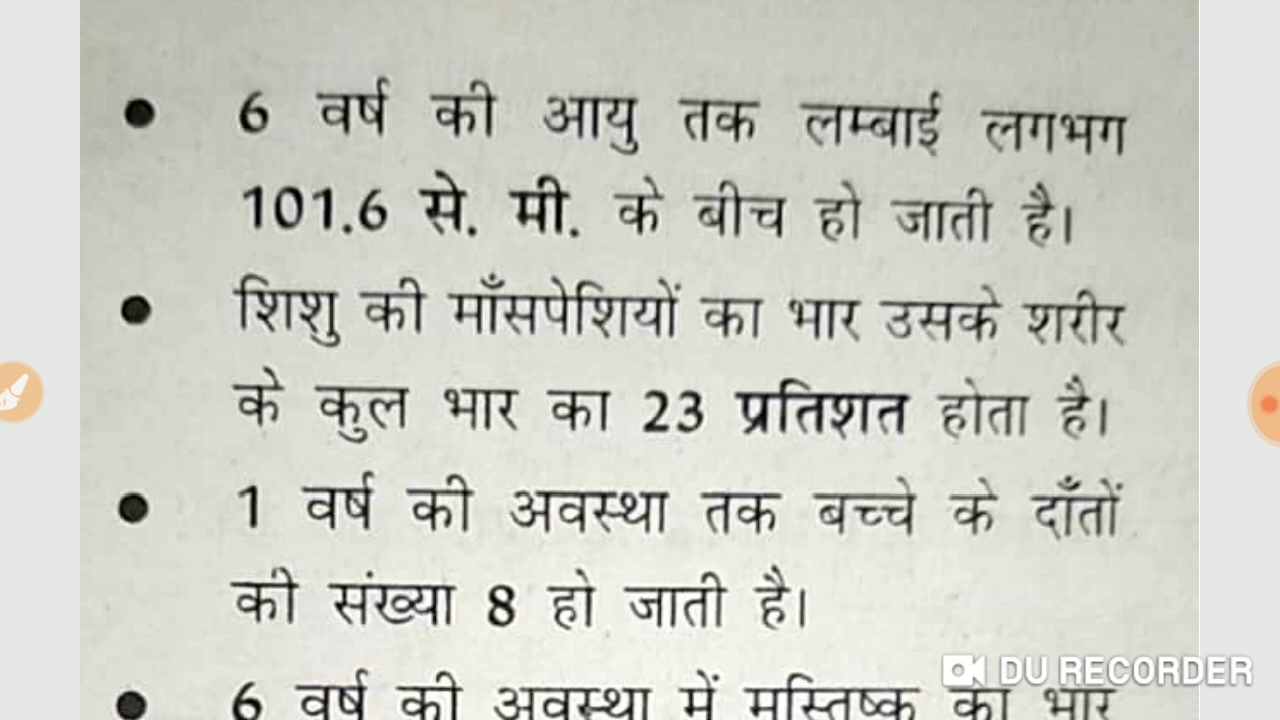 • 6 वर्ष की आयु तक लम्बाई लगभग
101.6 से. मी. के बीच हो जाती है।
• शिशु की माँसपेशियों का भार उसके शरीर
के कुल भार का 23 प्रतिशत होता है।
• 1 वर्ष की अवस्था तक बच्चे के दाँतों
की संख्या 8 हो जाती है।
• 6 वर्ष की अवस्था में मस्तिष्क का भार
DU RECORDER